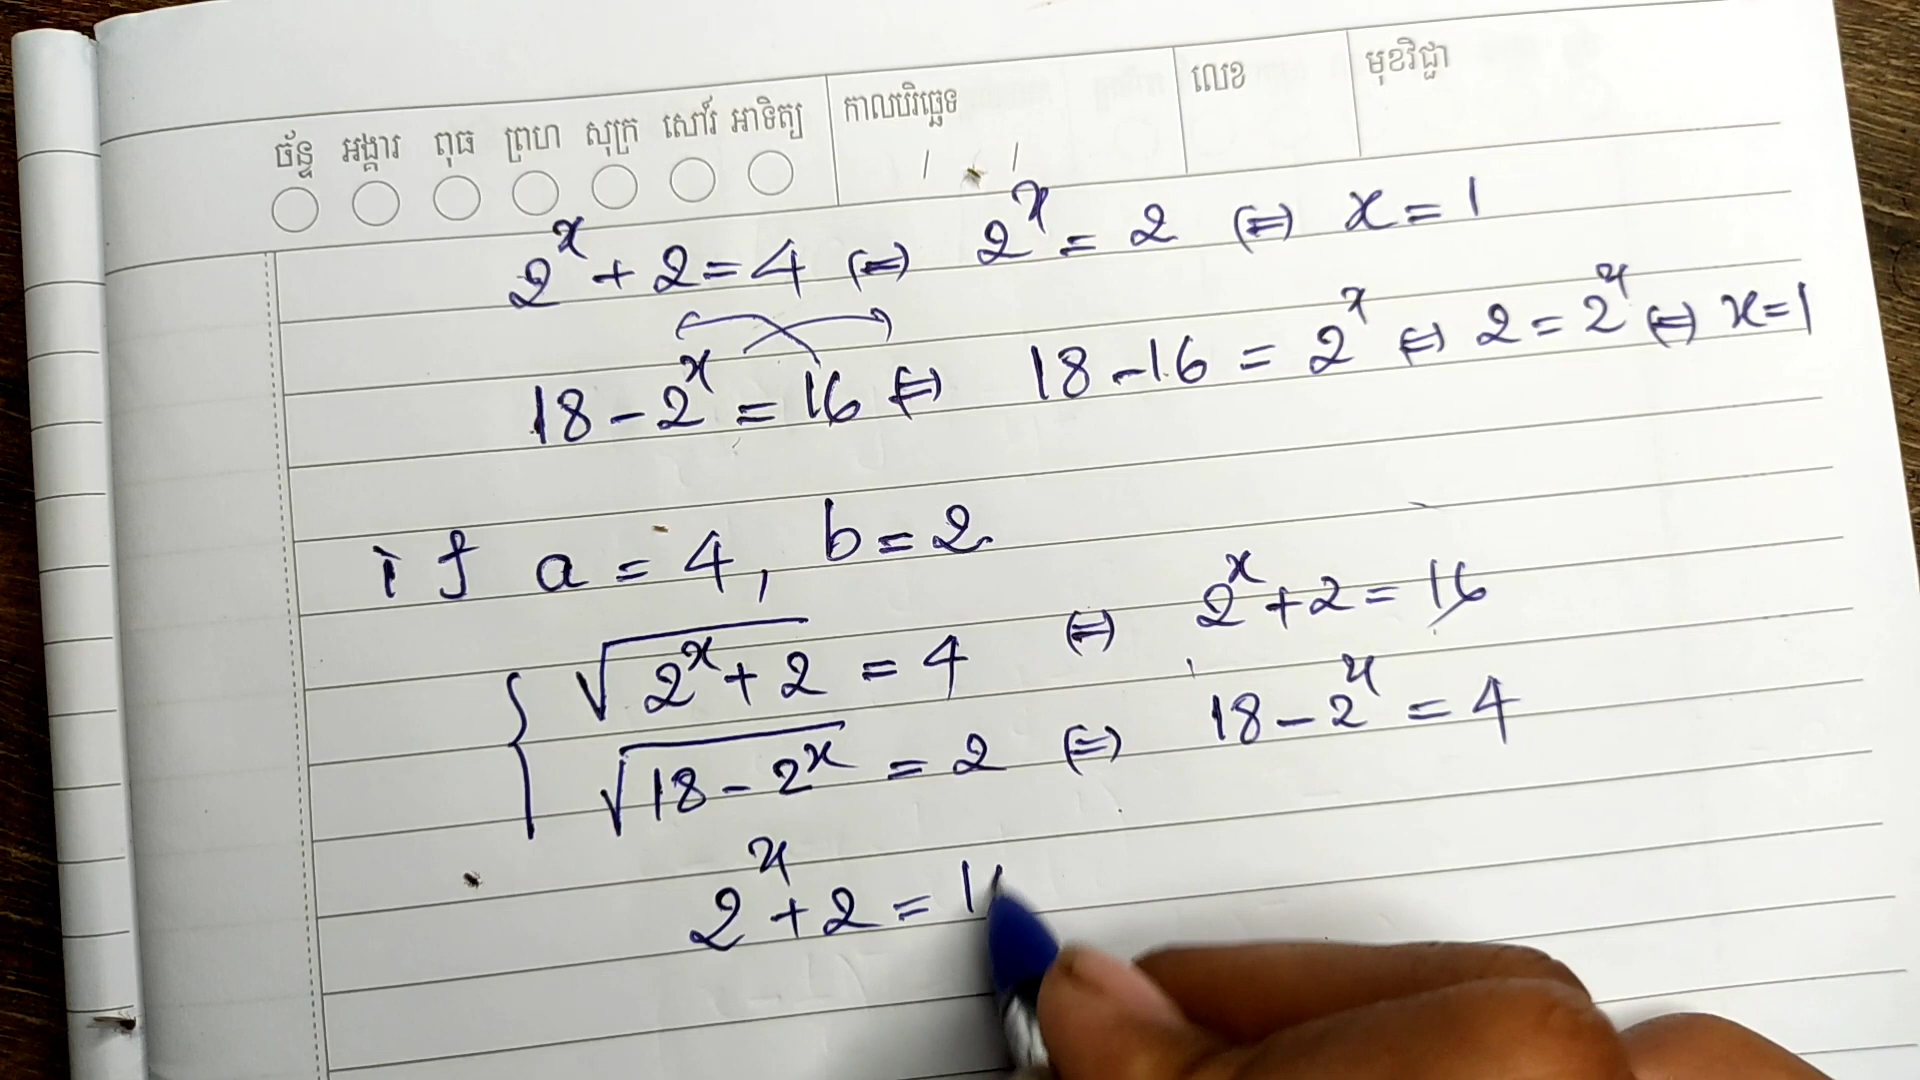 ច័ន្ទ អង្គារ ពុធ ព្រហ សុក្រ សៅរ៍ អាទិត្យ កាលបរិច្ឆេទ លេខ មុខវិជ្ជា
/ /
2^x + 2 = 4 ⇔ 2^x = 2 ⇔ x = 1
18 - 2^x = 16 ⇔ 18 - 16 = 2^x ⇔ 2 = 2^x ⇔ x = 1
if a = 4, b = 2
√(2^x + 2) = 4 ⇔ 2^x + 2 = 16
√(18 - 2^x) = 2 ⇔ 18 - 2^x = 4
2^x + 2 = 1